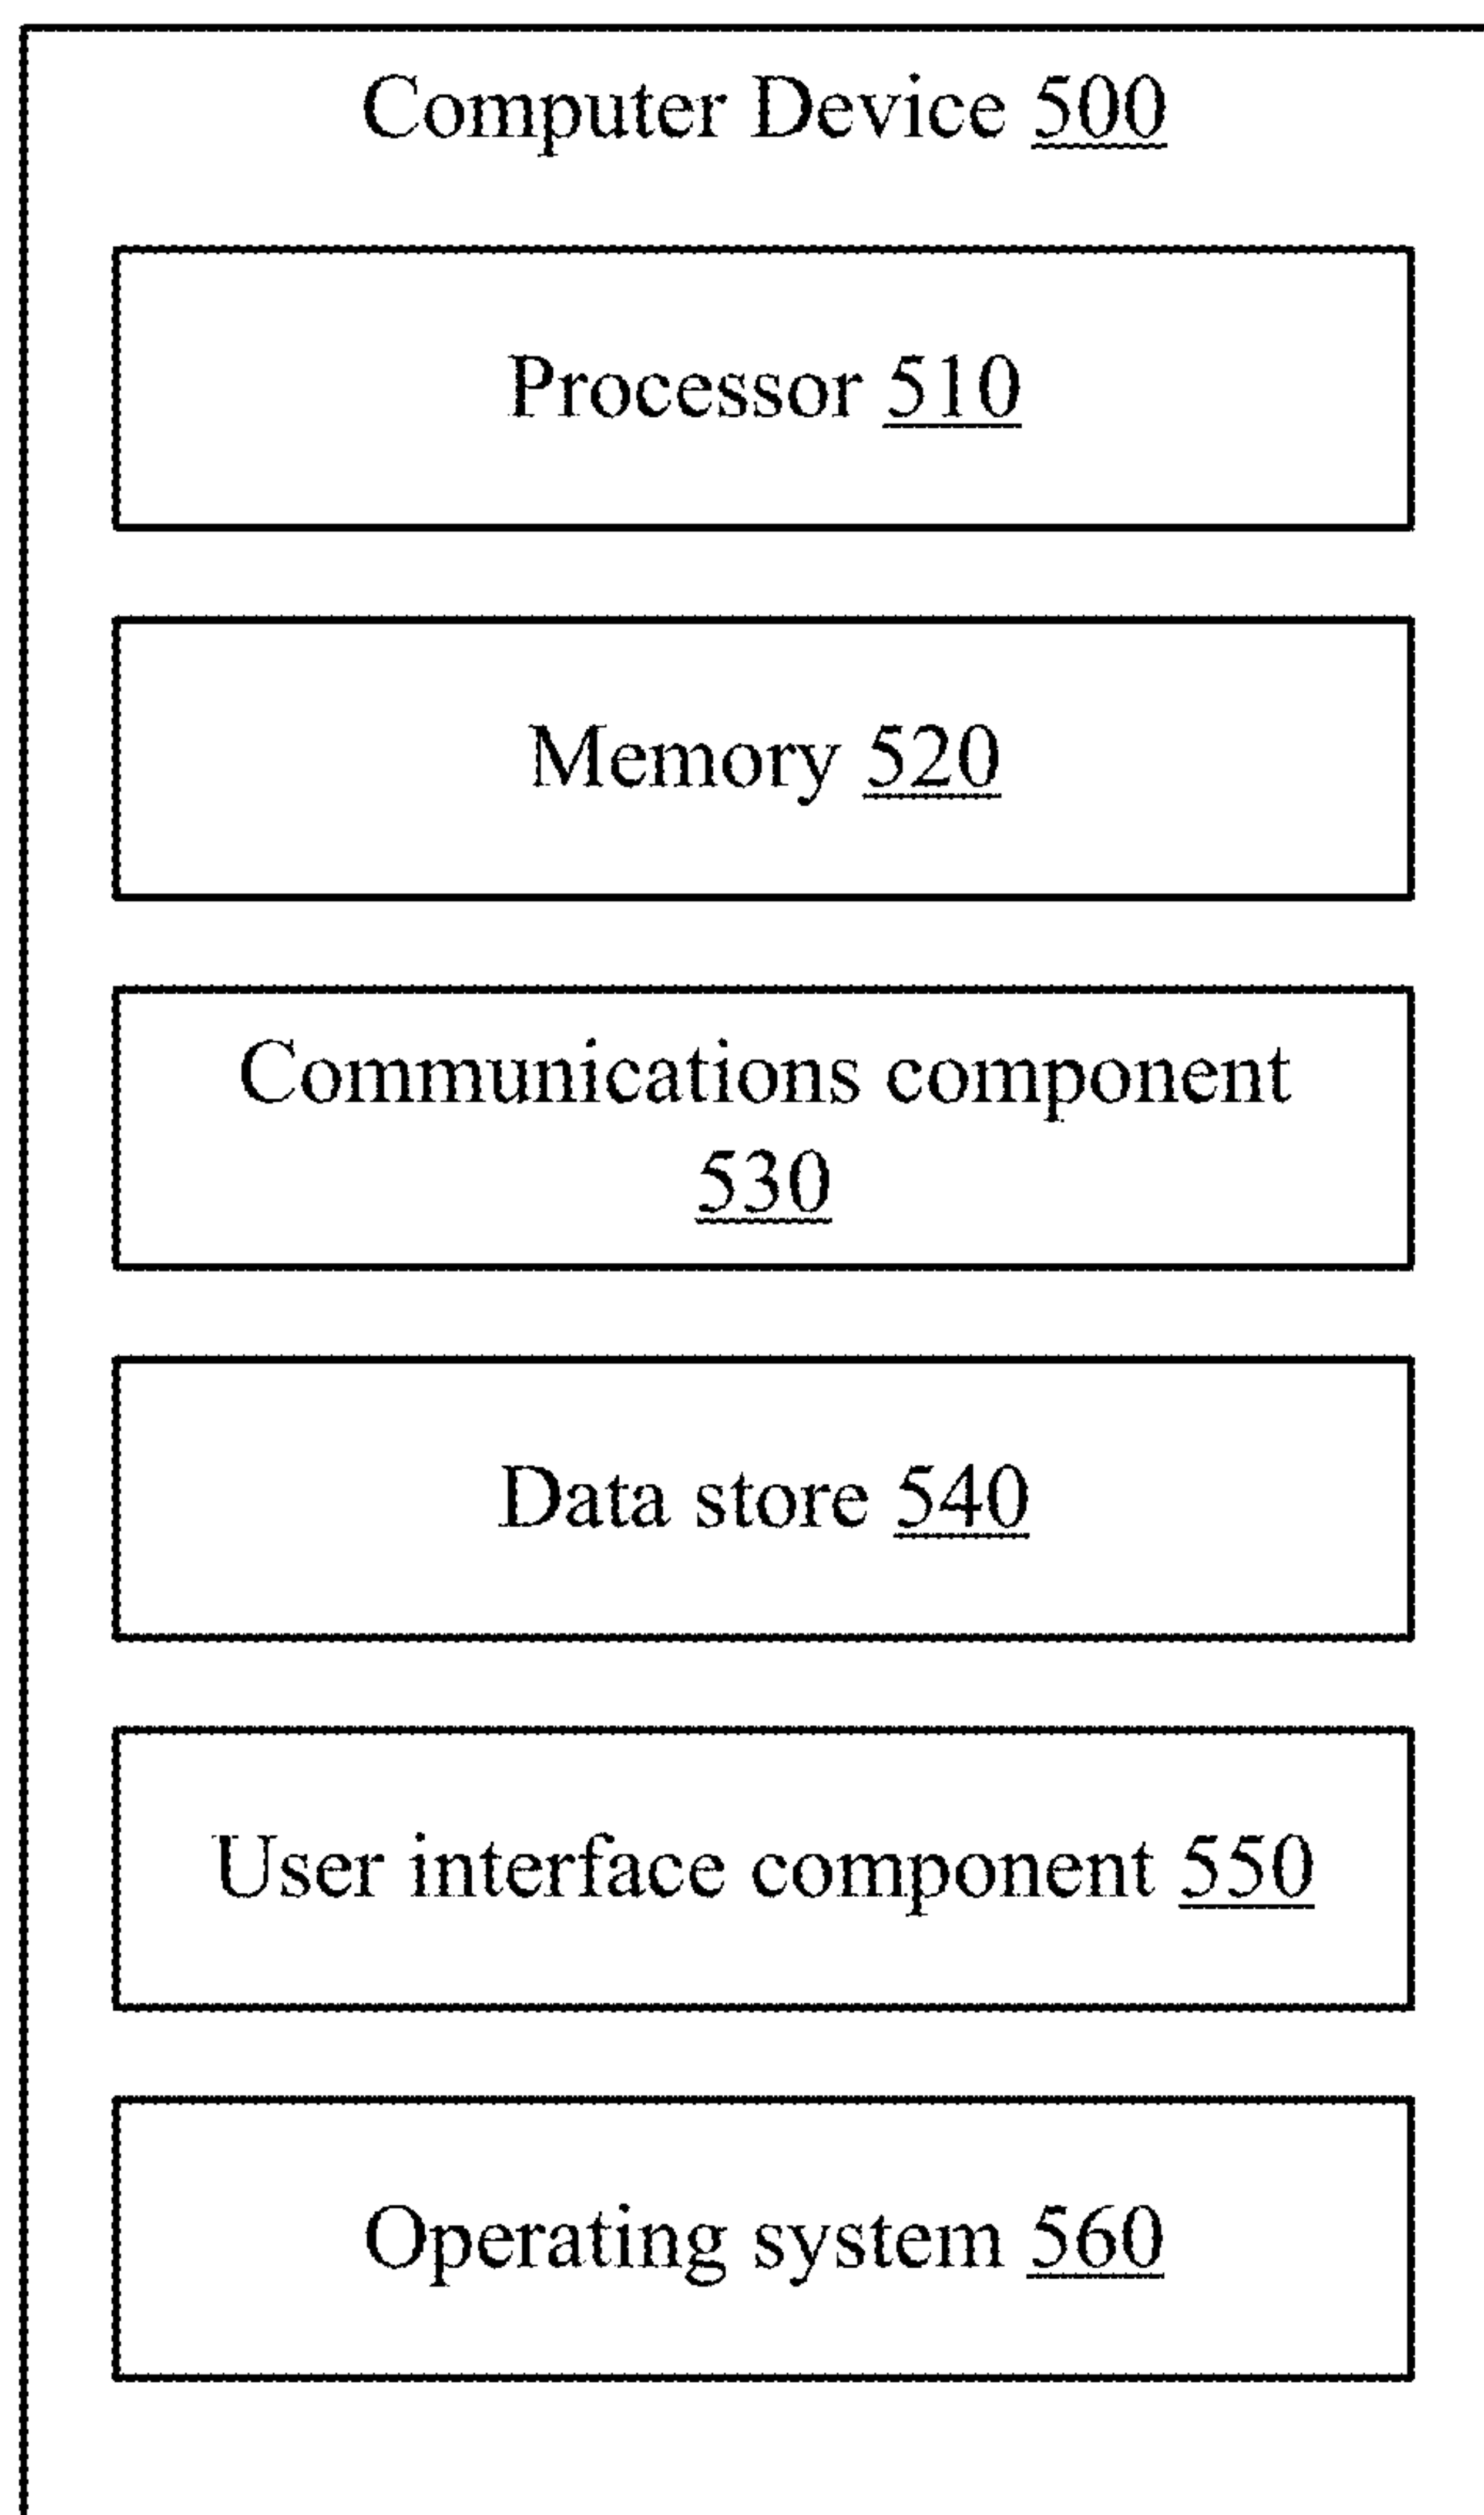 Computer Device 500
Processor 510
Memory 520
Communications component
530
Data store 540
User interface component 550
Operating system 560